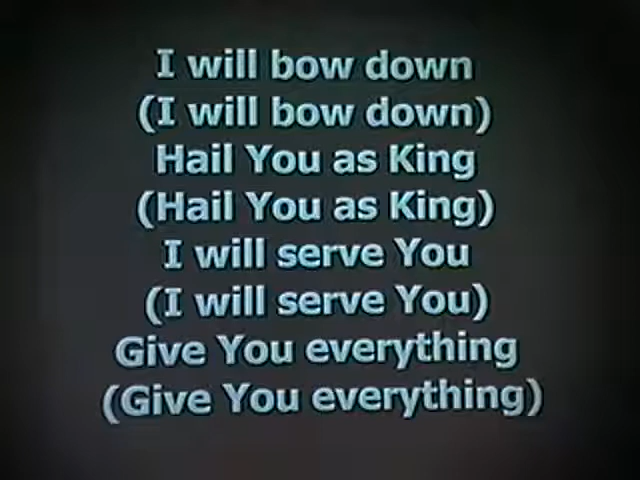 I will bow down
(I will bow down)
Hail You as King
(Hail You as King)
I will serve You
(I will serve You)
Give You everything
(Give You everything)